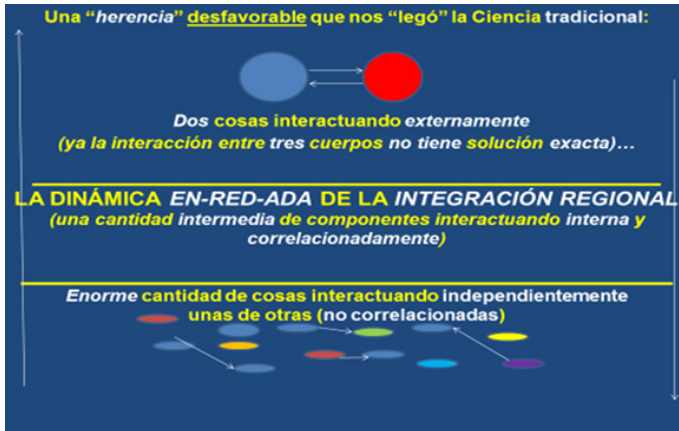 Una “herencia” desfavorable que nos “legó” la Ciencia tradicional:
Dos cosas interactuando externamente
(ya la interacción entre tres cuerpos no tiene solución exacta)…
LA DINÁMICA EN-RED-ADA DE LA INTEGRACIÓN REGIONAL
(una cantidad intermedia de componentes interactuando interna y
correlacionadamente)
Enorme cantidad de cosas interactuando independientemente
unas de otras (no correlacionadas)